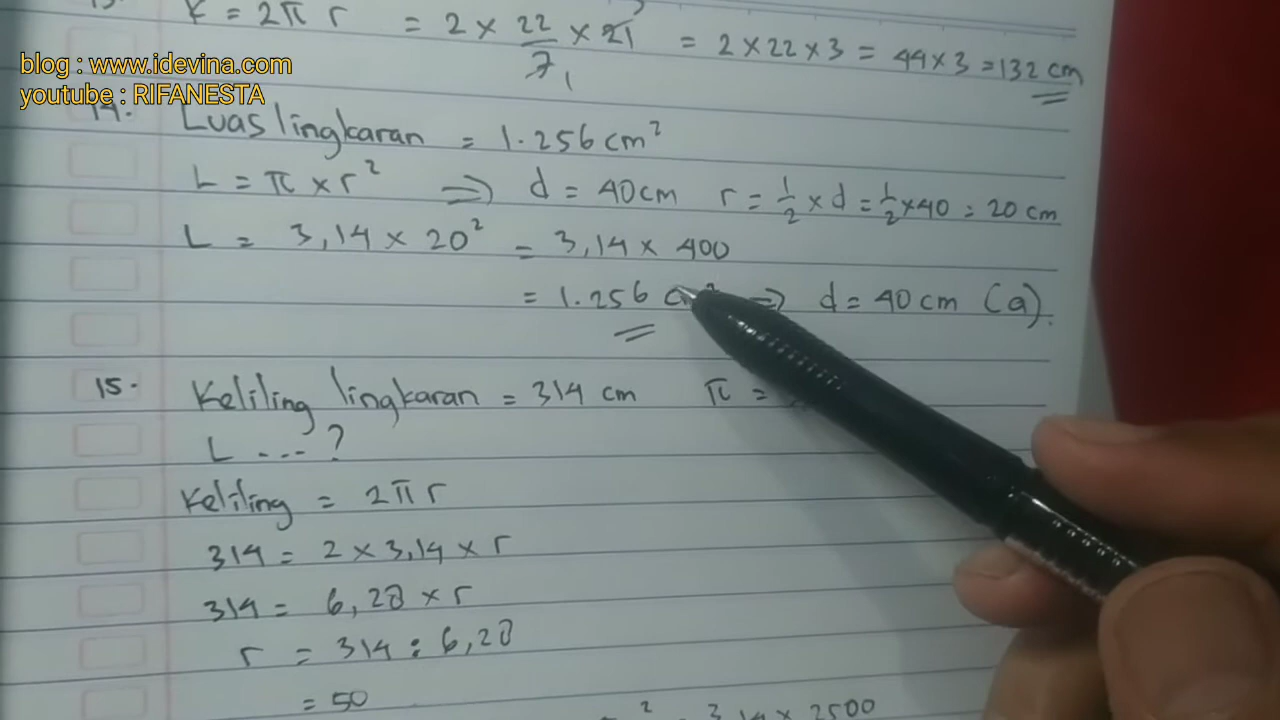 blog : www.idevina.com
youtube : RIFANESTA
K = 2π r = 2 × 22/7 1 × 21 3 = 2 × 22 × 3 = 44 × 3 = 132 cm
14. Luas lingkaran = 1.256 cm²
L = π × r² ⇒ d = 40 cm r = 1/2 × d = 1/2 × 40 = 20 cm
L = 3,14 × 20² = 3,14 × 400
= 1.256 ⇒ d = 40 cm (a).
15. Keliling lingkaran = 314 cm π =
L ....?
Keliling = 2π r
314 = 2 × 3,14 × r
314 = 6,28 × r
r = 314 : 6,28
= 50
² = 3,14 × 2500